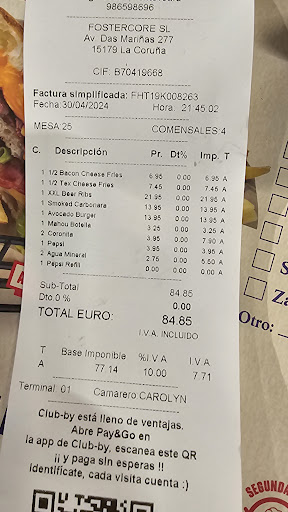 986598696
FOSTERCORE SL
Av. Das Mariñas 277
15179 La Coruña
CIF: B70419668
Factura simplificada: FHT19K008263
Fecha 30/04/2024 Hora. 21:45:02
MESA 25 COMENSALES 4
C. Descripción Pr. Dt% Imp. T
1 1/2 Bacon Cheese Fries 6.95 0.00 6.95 A
1 1/2 Tex Cheese Fries 7.45 0.00 7.45 A
1 XXL Beer Ribs 21.95 0.00 21.95 A
1 Smoked Carbonara 13.95 0.00 13.95 A
1 Avocado Burger 13.95 0.00 13.95 A
1 Mahou Botella 3.25 0.00 3.25 A
2 Coronita 3.95 0.00 7.90 A
1 Pepsi 3.95 0.00 3.95 A
2 Agua Mineral 2.75 0.00 5.50 A
1 Pepsi Refill 0.00 0.00 0.00 A
Sub-Total 84.85
Dto.0 % 0.00
TOTAL EURO: 84.85
I.V.A. INCLUIDO
T Base Imponible %I.V.A I.V.A
A 77.14 10.00 7.71
Terminal: 01 Camarero CAROLYN
Club-by está lleno de ventajas.
Abre Pay&Go en
la app de Club-by, escanea este QR
¡¡ y paga sin esperas !!
Identifícate, cada visita cuenta :)
S
Za
Otro:
SEGUND